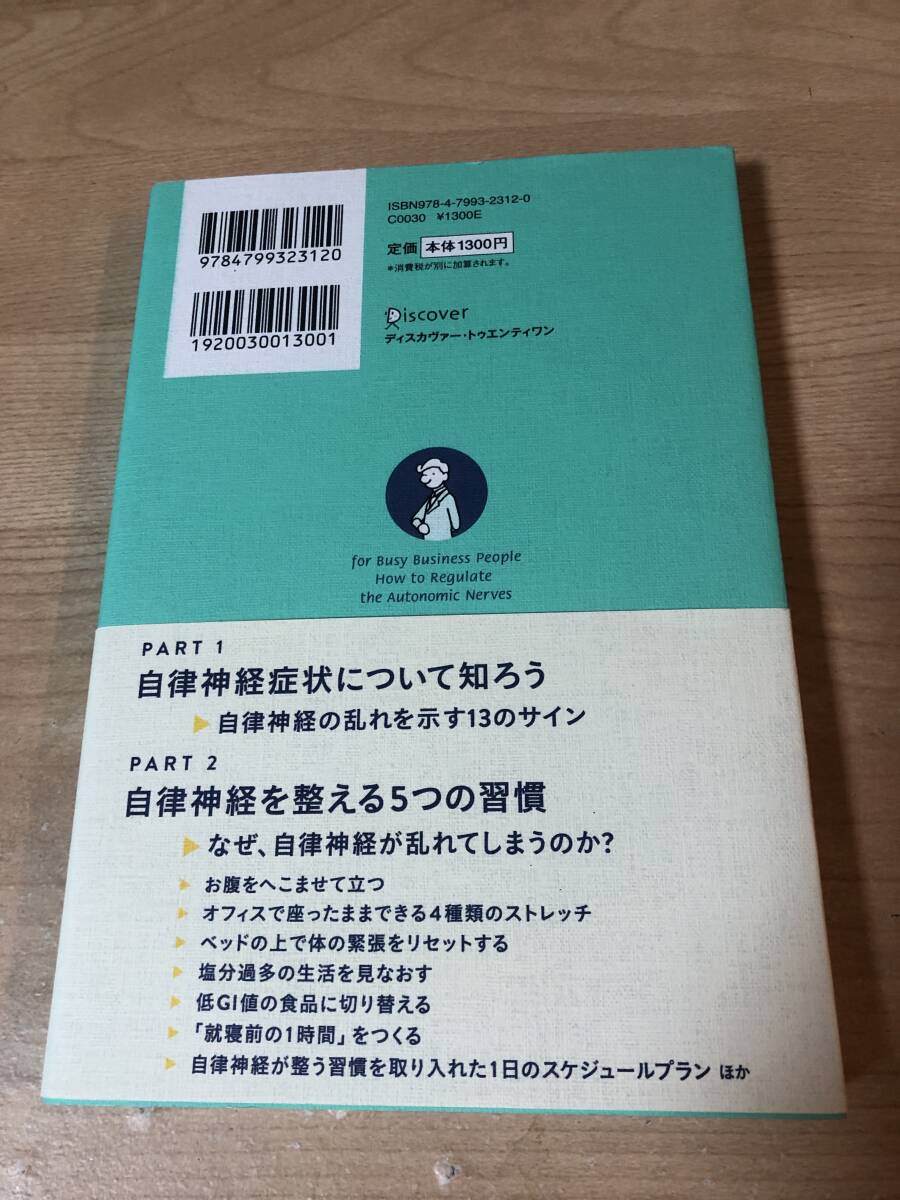 ISBN978-4-7993-2312-0
C0030 ¥1300E
9784799323120
定価 本体1300円
*消費税が別に加算されます。
1920030013001
Discover
ディスカヴァー・トゥエンティワン
for Busy Business People
How to Regulate
the Autonomic Nerves
PART 1
自律神経症状について知ろう
自律神経の乱れを示す13のサイン
PART 2
自律神経を整える5つの習慣
なぜ、自律神経が乱れてしまうのか?
お腹をへこませて立つ
オフィスで座ったままできる4種類のストレッチ
ベッドの上で体の緊張をリセットする
塩分過多の生活を見なおす
低GI値の食品に切り替える
「就寝前の1時間」をつくる
自律神経が整う習慣を取り入れた1日のスケジュールプラン ほか